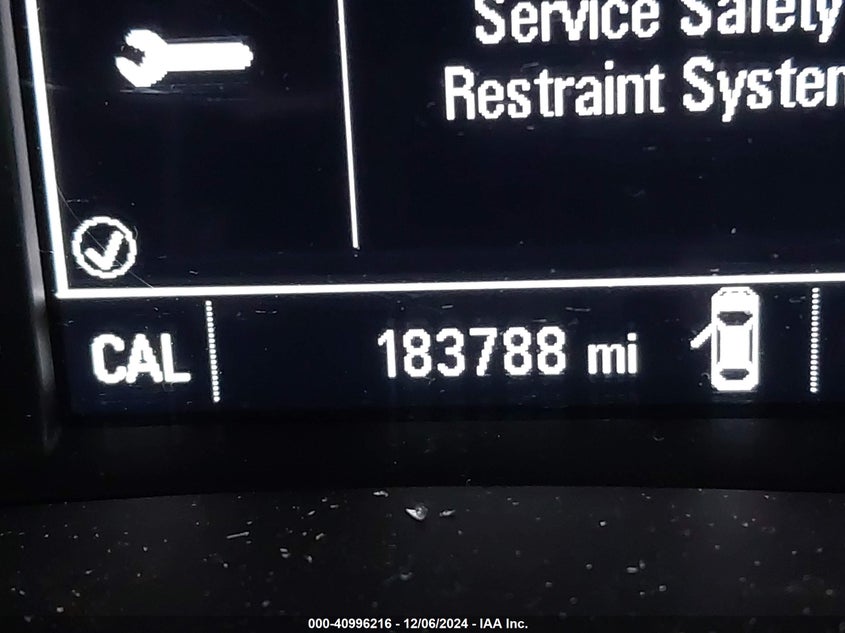 Service Safety
Restraint System
CAL
183788 mi
000-40996216 - 12/06/2024 - IAA Inc.